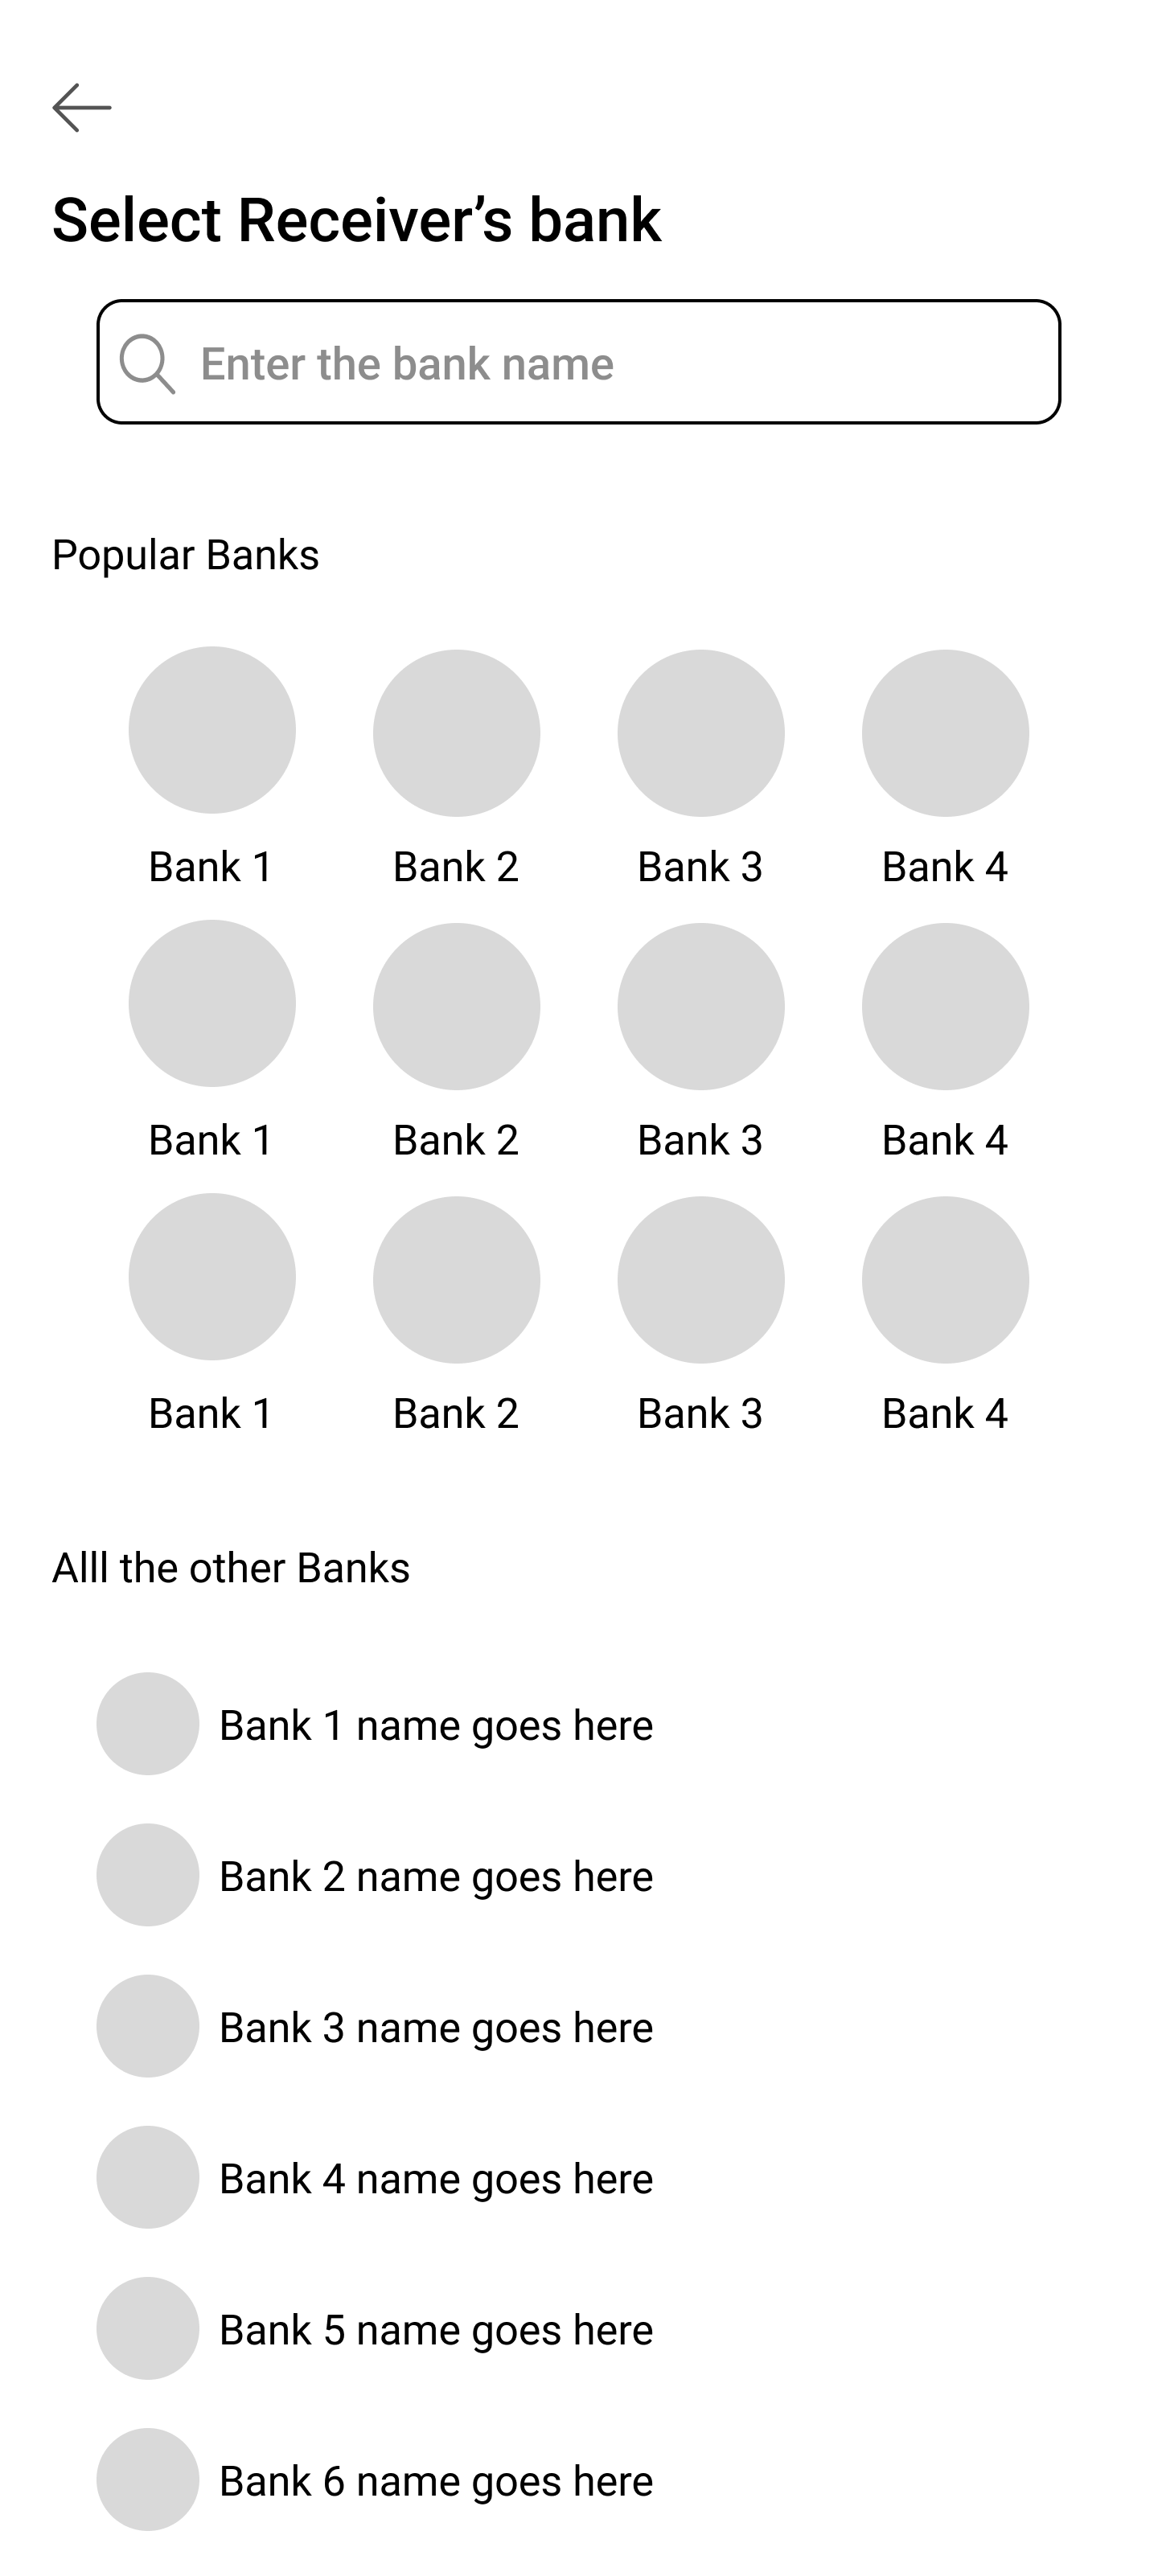 Select Receiver’s bank
Enter the bank name
Popular Banks
Bank 1 Bank 2 Bank 3 Bank 4
Bank 1 Bank 2 Bank 3 Bank 4
Bank 1 Bank 2 Bank 3 Bank 4
Alll the other Banks
Bank 1 name goes here
Bank 2 name goes here
Bank 3 name goes here
Bank 4 name goes here
Bank 5 name goes here
Bank 6 name goes here